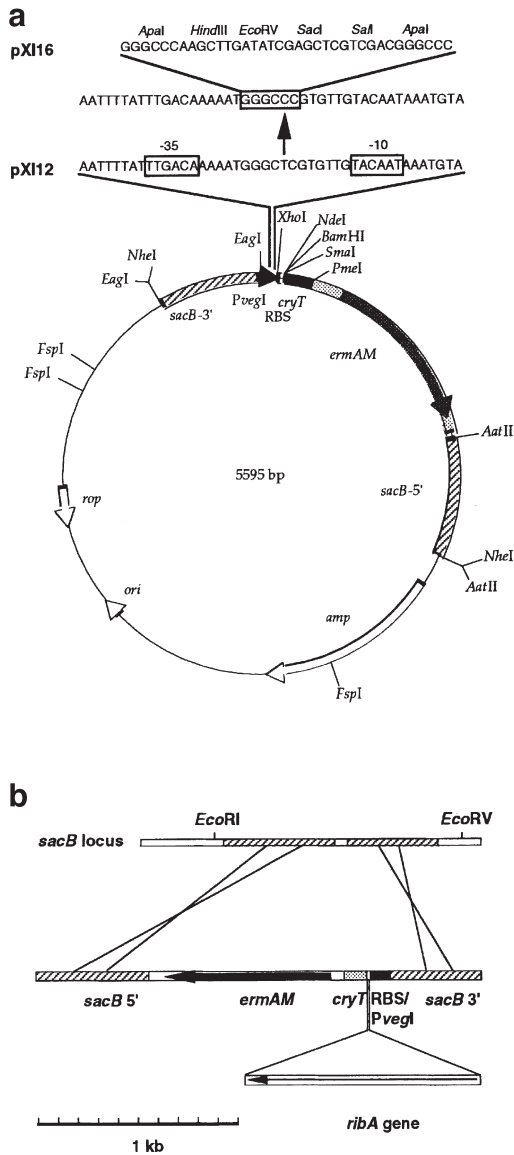 a
ApaI HindIII EcoRV SacI SalI ApaI
pXI16 GGGCCCAAGCTTGATATCGAGCTCGTCGACGGGCCC
AATTTTATTTGACAAAAATGGGCCCGTGTTGTACAATAAATGTA
-35 -10
pXI12 AATTTTATTTGACAAAAATGGGCTCGTGTTGTACAATAAATGTA
XhoI NdeI
EagI BamHI
NheI SmaI
EagI PmeI
sacB-3' PvegI cryT
RBS
FspI ermAM
FspI
AatII
5595 bp sacB-5'
rop
NheI
ori AatII
amp
FspI
b
EcoRI EcoRV
sacB locus
sacB 5' ermAM cryT RBS/ sacB 3'
PvegI
ribA gene
1 kb